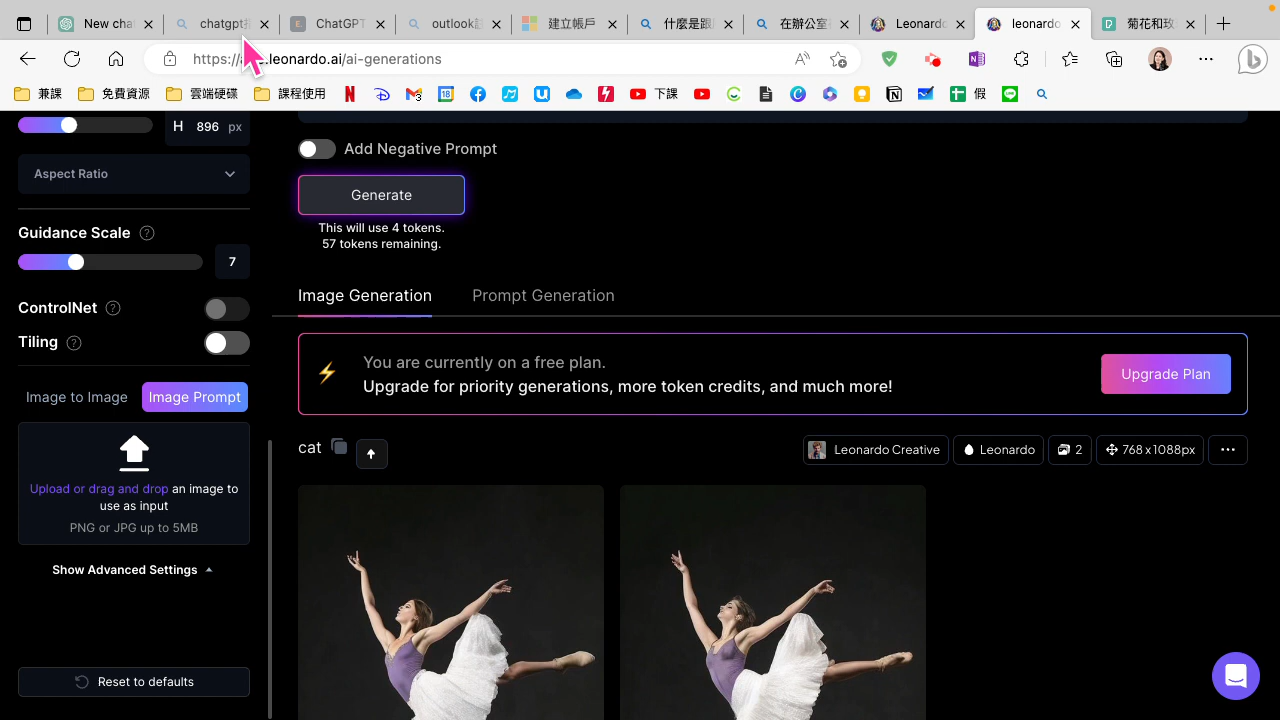 New chat
chatgpt
ChatGPT
outlook
建立帳戶
什麼是跟
在辦公室
Leonardo
leonardo
菊花和玫
https://app.leonardo.ai/ai-generations
兼課
免費資源
雲端硬碟
課程使用
下課
假
H 896 px
Add Negative Prompt
Aspect Ratio
Generate
This will use 4 tokens.
57 tokens remaining.
Guidance Scale
7
ControlNet
Tiling
Image Generation
Prompt Generation
You are currently on a free plan.
Upgrade for priority generations, more token credits, and much more!
Upgrade Plan
Image to Image
Image Prompt
Upload or drag and drop an image to
use as input
PNG or JPG up to 5MB
Show Advanced Settings
Reset to defaults
cat
Leonardo Creative
Leonardo
2
768 x 1088px